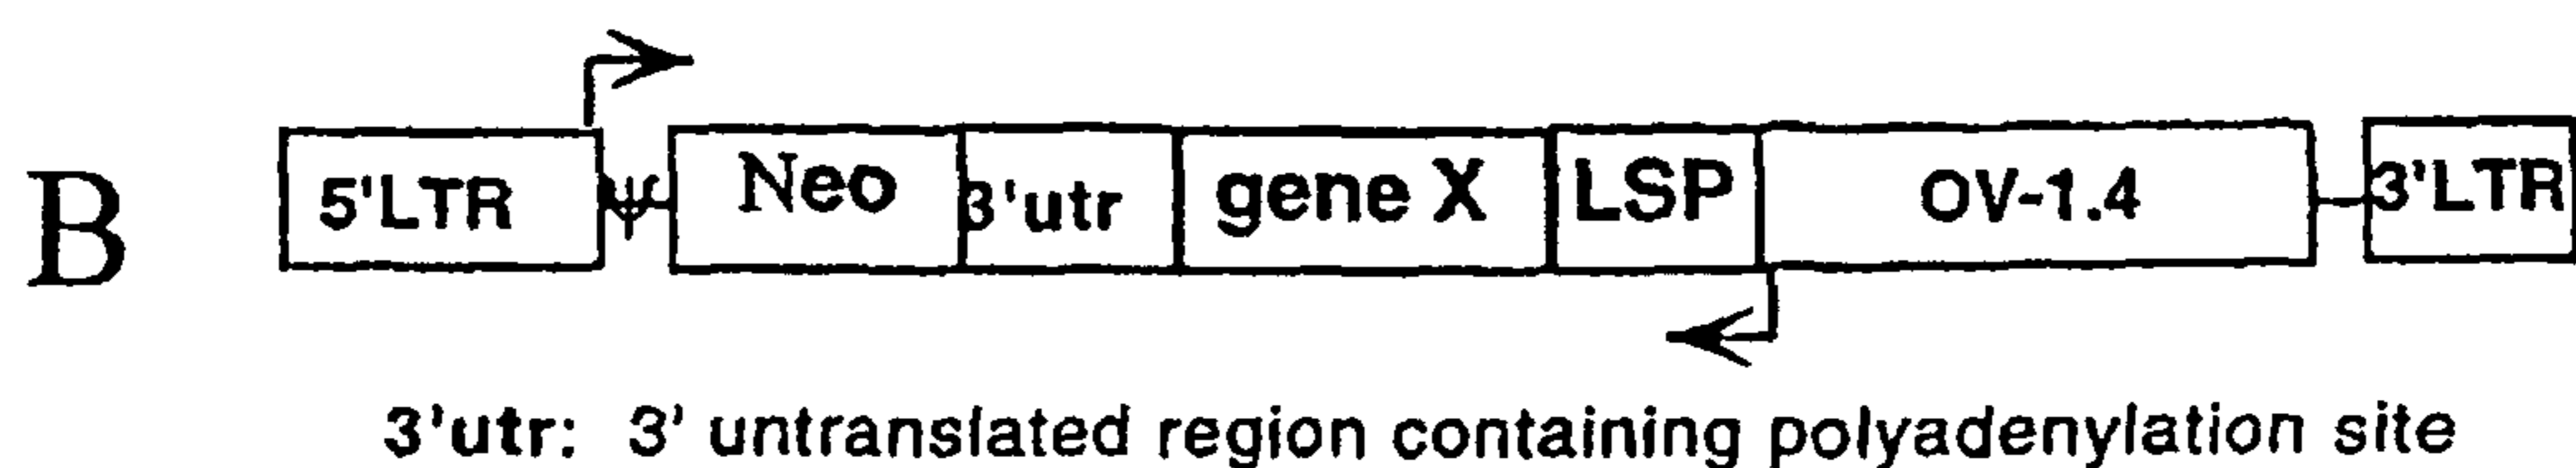 B 5'LTR ψ Neo 3'utr gene X LSP OV-1.4 3'LTR
3'utr: 3' untranslated region containing polyadenylation site